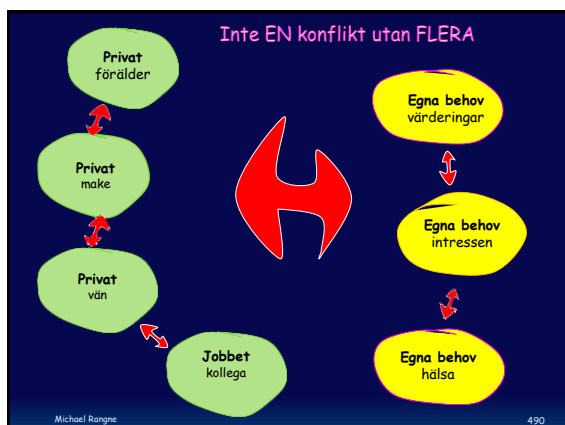 Inte EN konflikt utan FLERA
Privat
förälder
Privat
make
Privat
vän
Jobbet
kollega
Egna behov
värderingar
Egna behov
intressen
Egna behov
hälsa
Michael Rangne
490